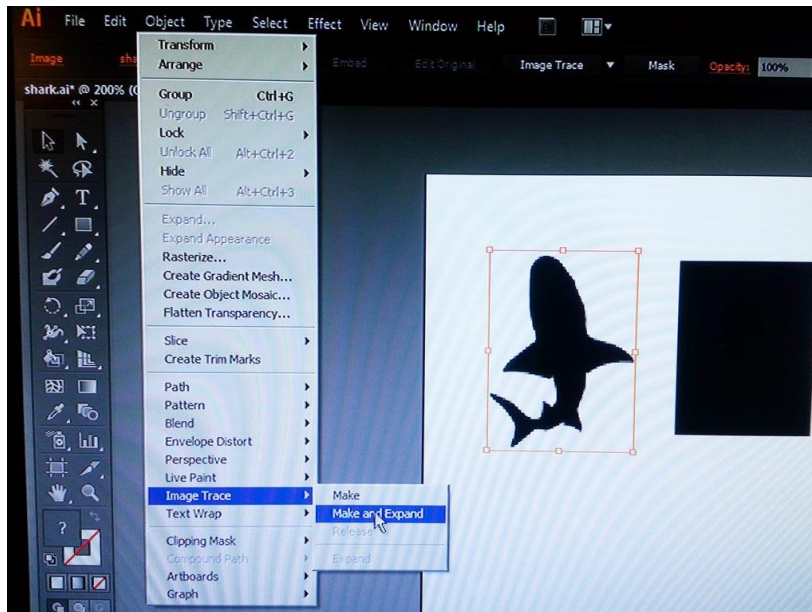 Ai File Edit Object Type Select Effect View Window Help
Image Embed Edit Original Image Trace Mask Opacity: 100%
shark.ai* @ 200%
Transform
Arrange
Group Ctrl+G
Ungroup Shift+Ctrl+G
Lock
Unlock All Alt+Ctrl+2
Hide
Show All Alt+Ctrl+3
Expand...
Expand Appearance
Rasterize...
Create Gradient Mesh...
Create Object Mosaic...
Flatten Transparency...
Slice
Create Trim Marks
Path
Pattern
Blend
Envelope Distort
Perspective
Live Paint
Image Trace
Text Wrap
Clipping Mask
Compound Path
Artboards
Graph
Make
Make and Expand
Release
Expand
T
?